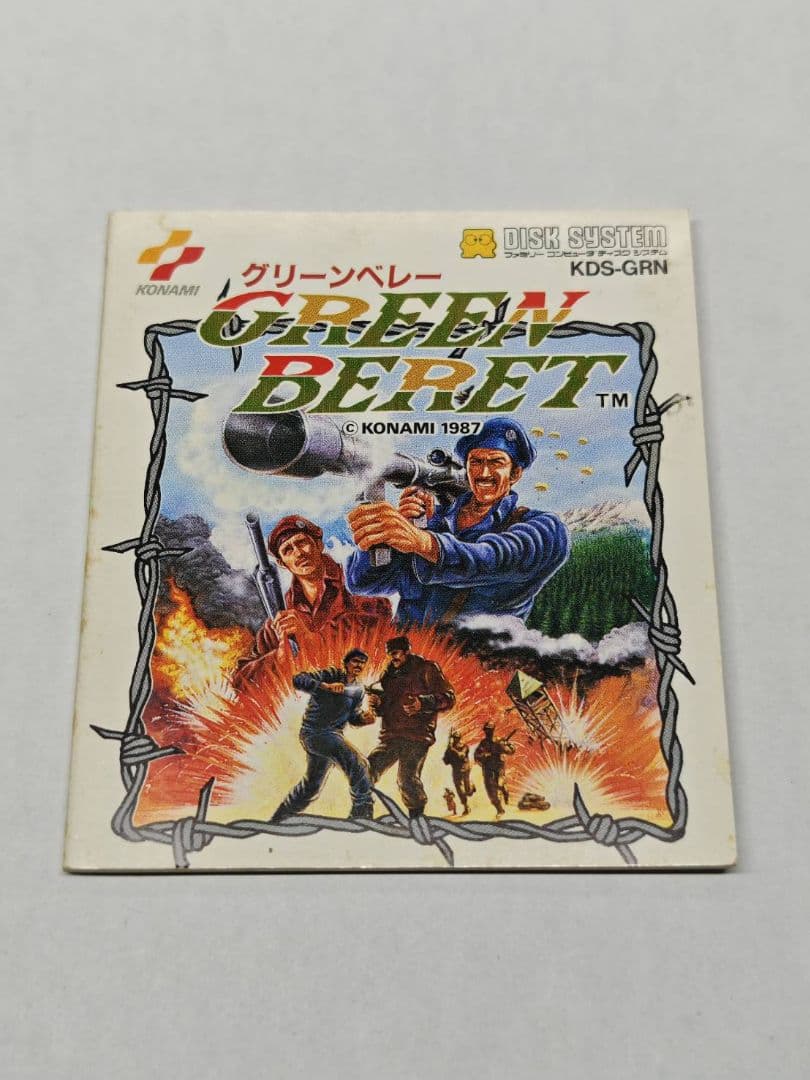 KONAMI
DISK SYSTEM
ファミリー コンピュータ ディスク システム
KDS-GRN
グリーンベレー
GREEN
BERET TM
© KONAMI 1987